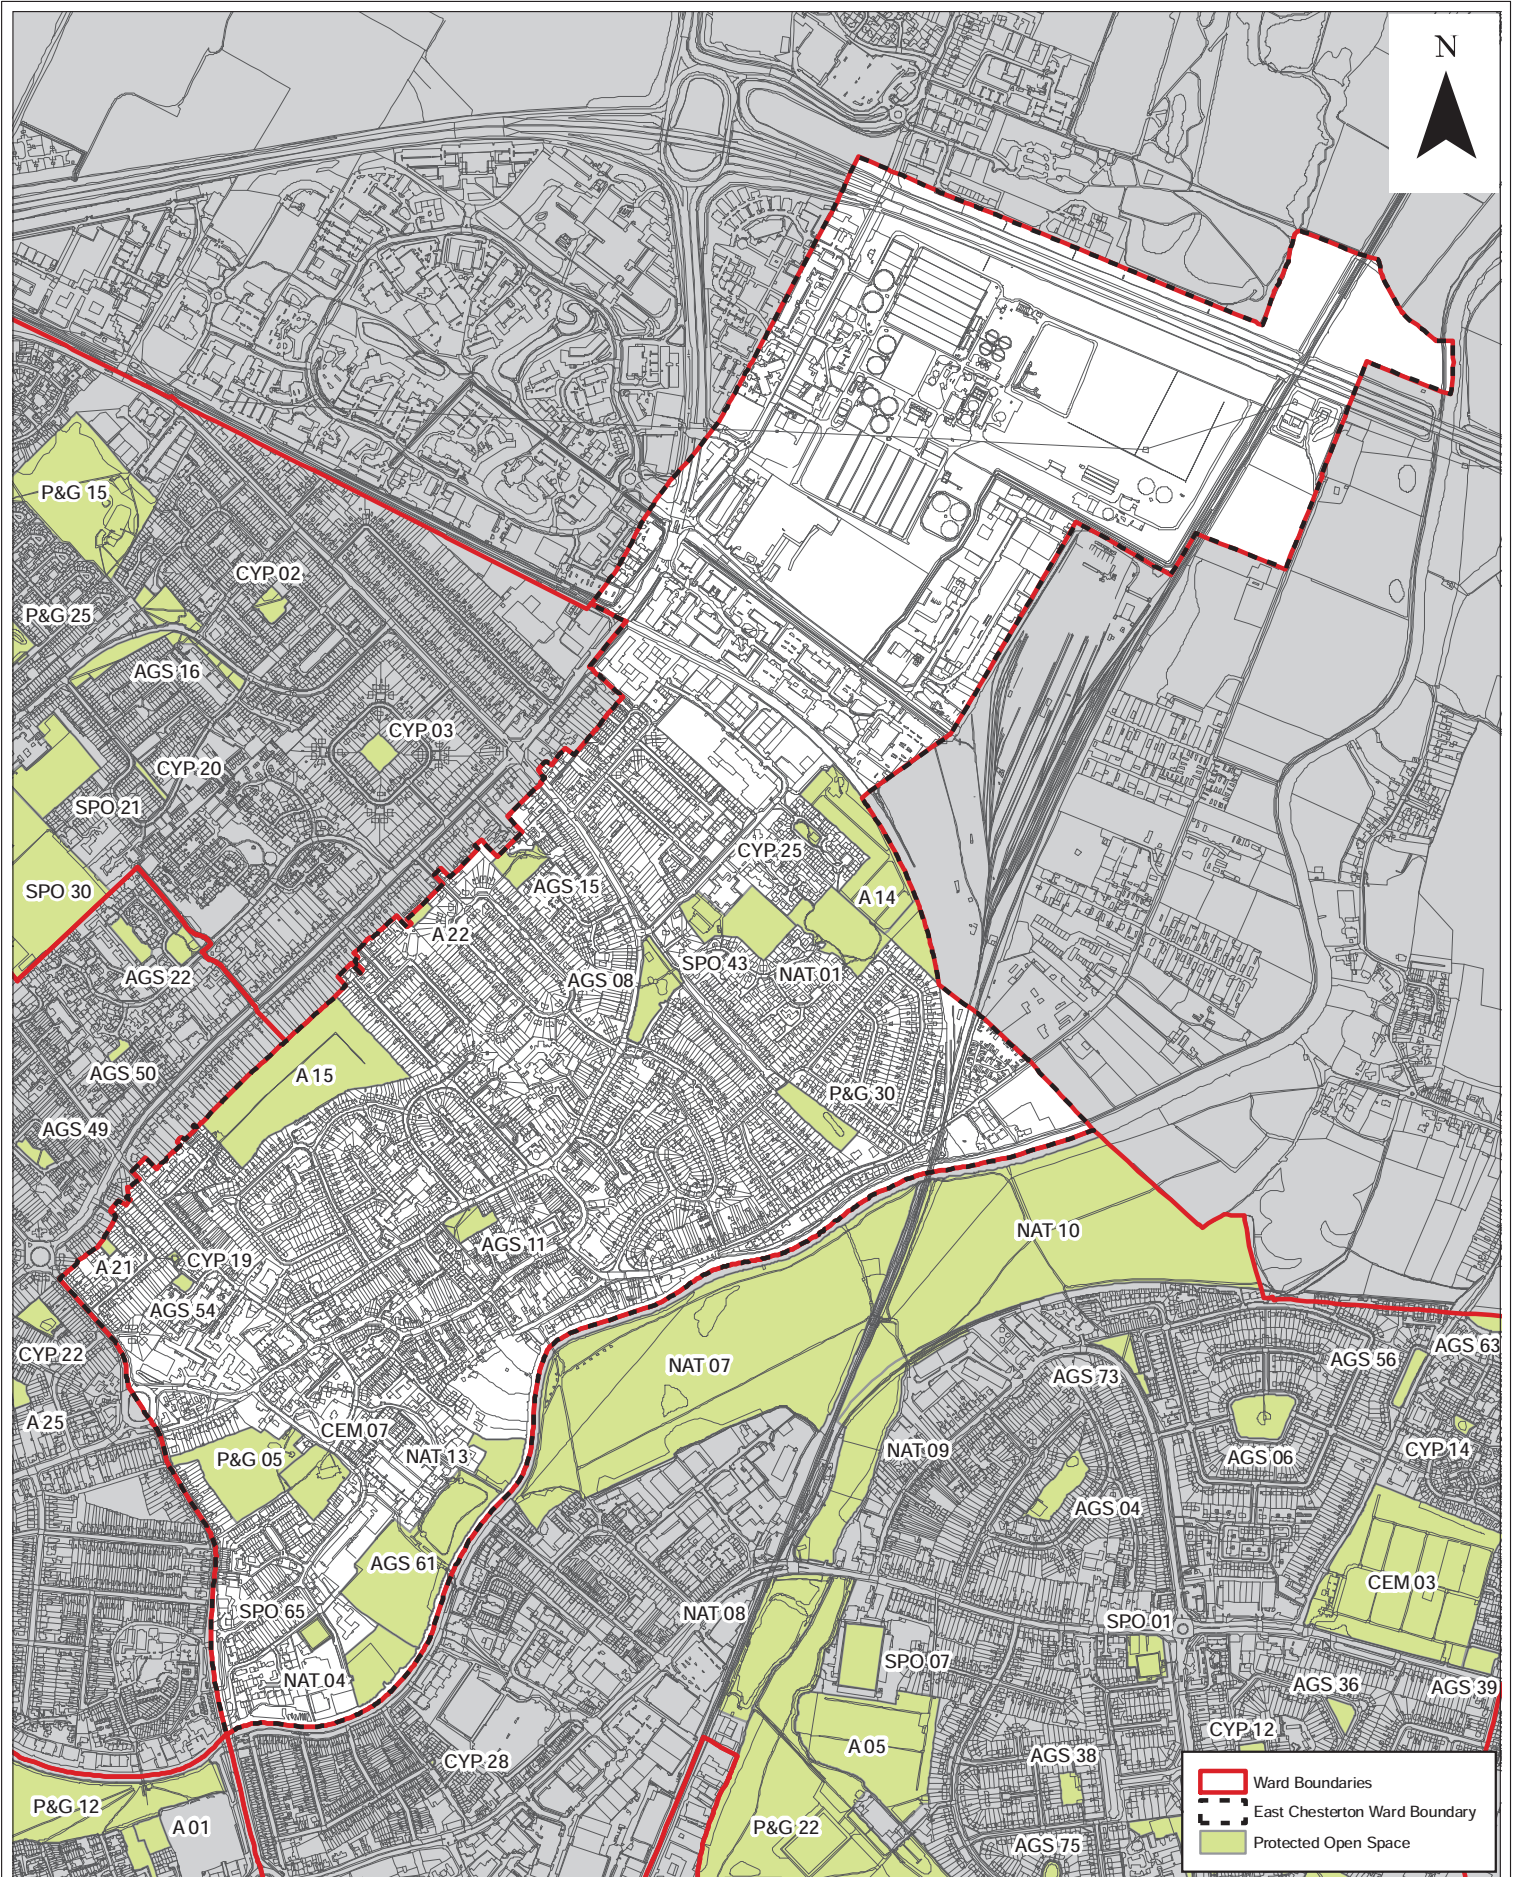 N
P&G 15
CYP 02
P&G 25
AGS 16
CYP 03
CYP 20
SPO 21
CYP 25
SPO 30
AGS 15
A 14
A 22
AGS 22
AGS 08
SPO 43
NAT 01
AGS 50
A 15
P&G 30
AGS 49
NAT 10
AGS 11
CYP 19
A 21
AGS 54
CYP 22
NAT 07
AGS 63
AGS 56
AGS 73
A 25
CEM 07
NAT 09
CYP 14
P&G 05
NAT 13
AGS 06
AGS 04
AGS 61
CEM 03
SPO 65
NAT 08
SPO 01
SPO 07
NAT 04
AGS 36
AGS 39
CYP 12
A 05
AGS 38
CYP 28
P&G 12
A 01
P&G 22
AGS 75
Ward Boundaries
East Chesterton Ward Boundary
Protected Open Space